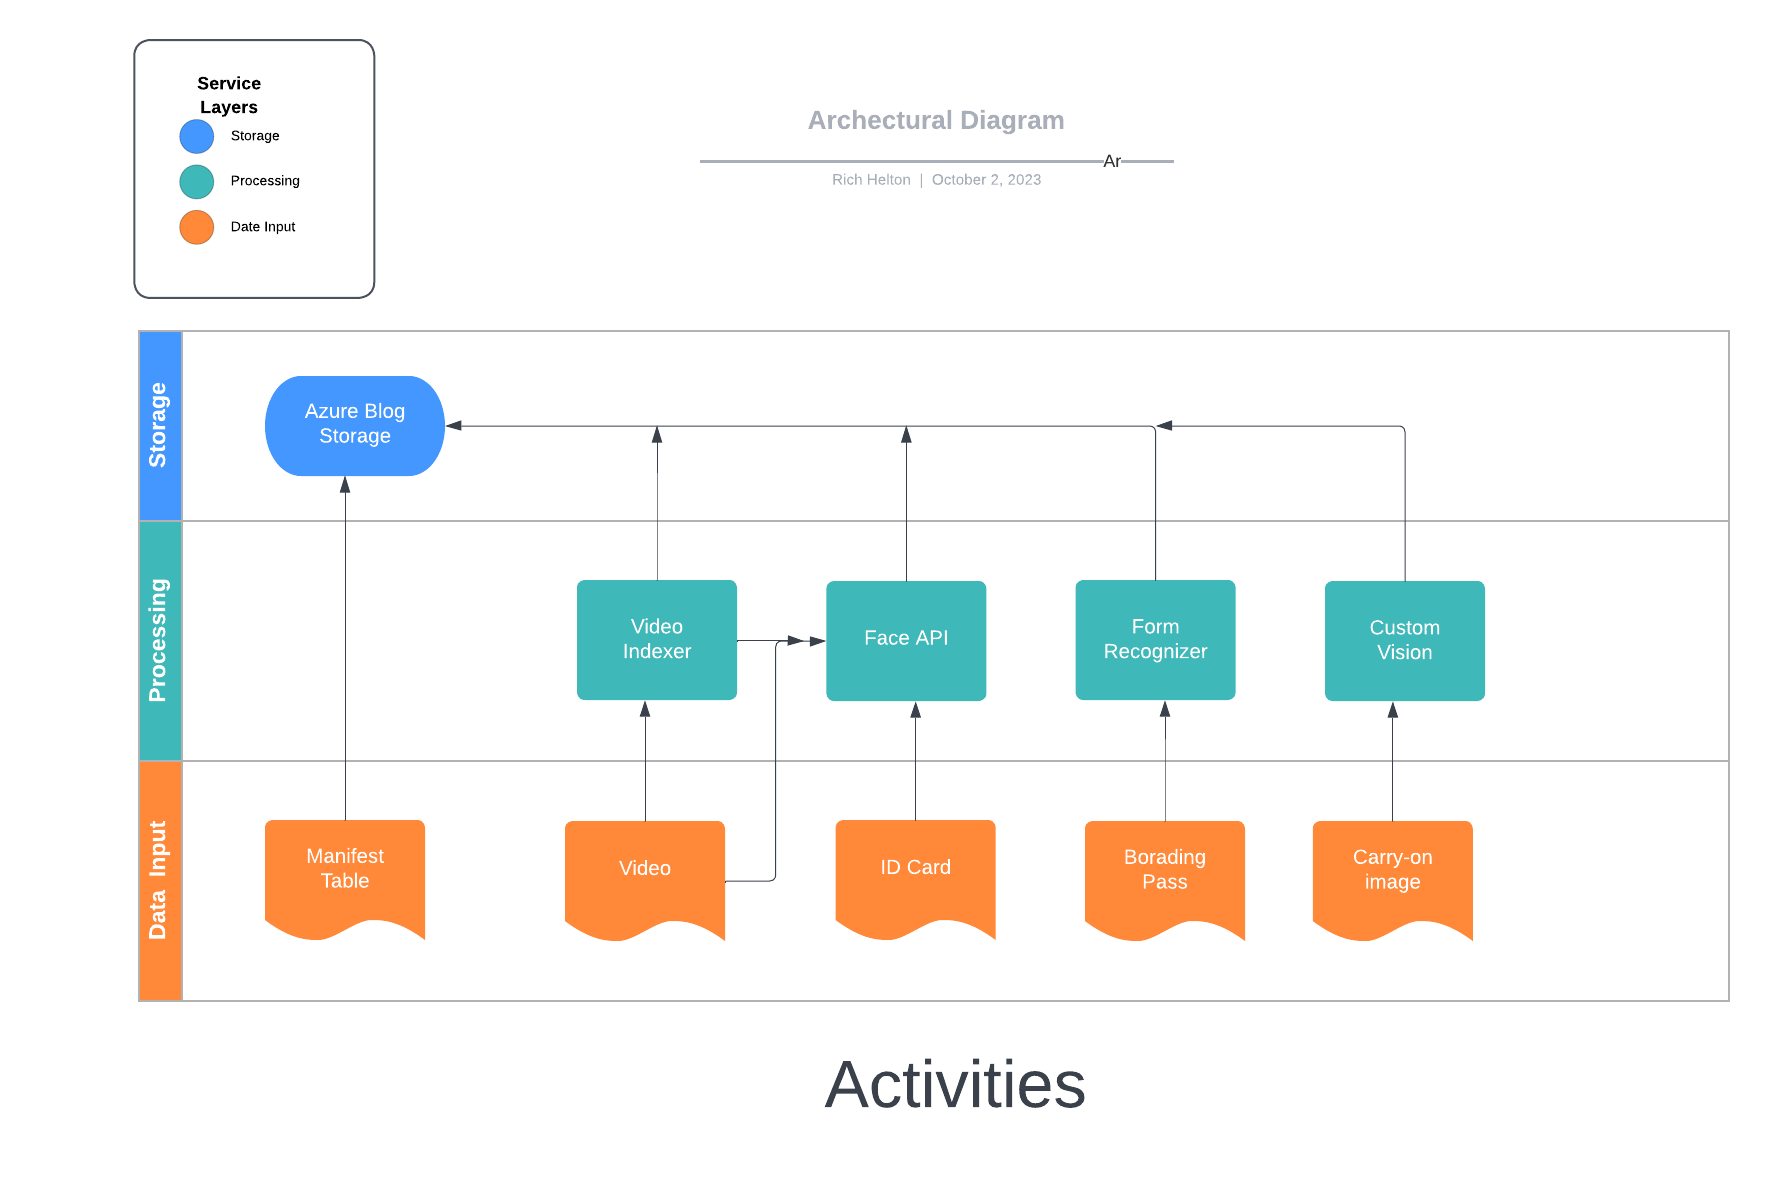 Service
Layers
Storage
Processing
Date Input
Archectural Diagram
Ar
Rich Helton | October 2, 2023
Storage
Azure Blog
Storage
Processing
Video
Indexer
Face API
Form
Recognizer
Custom
Vision
Data Input
Manifest
Table
Video
ID Card
Borading
Pass
Carry-on
image
Activities